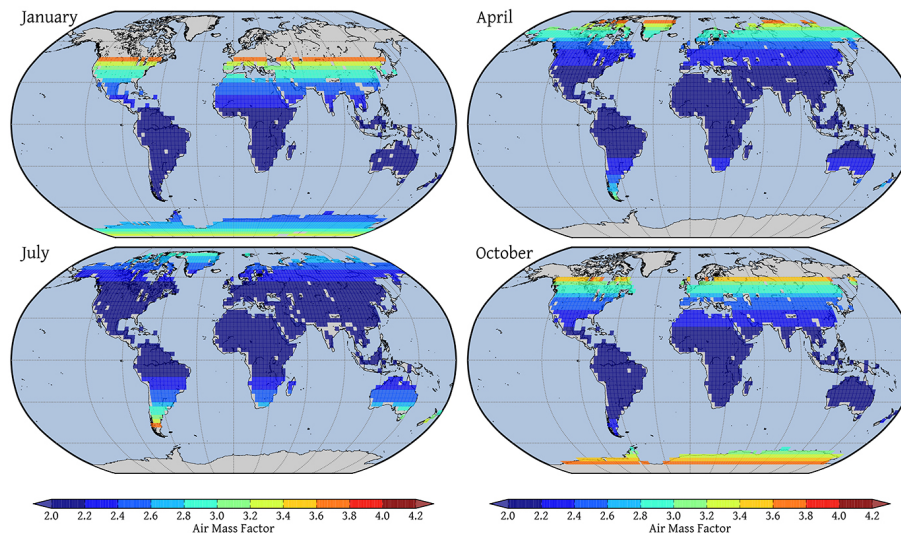 January
April
July
October
2.0 2.2 2.4 2.6 2.8 3.0 3.2 3.4 3.6 3.8 4.0 4.2
Air Mass Factor
2.0 2.2 2.4 2.6 2.8 3.0 3.2 3.4 3.6 3.8 4.0 4.2
Air Mass Factor